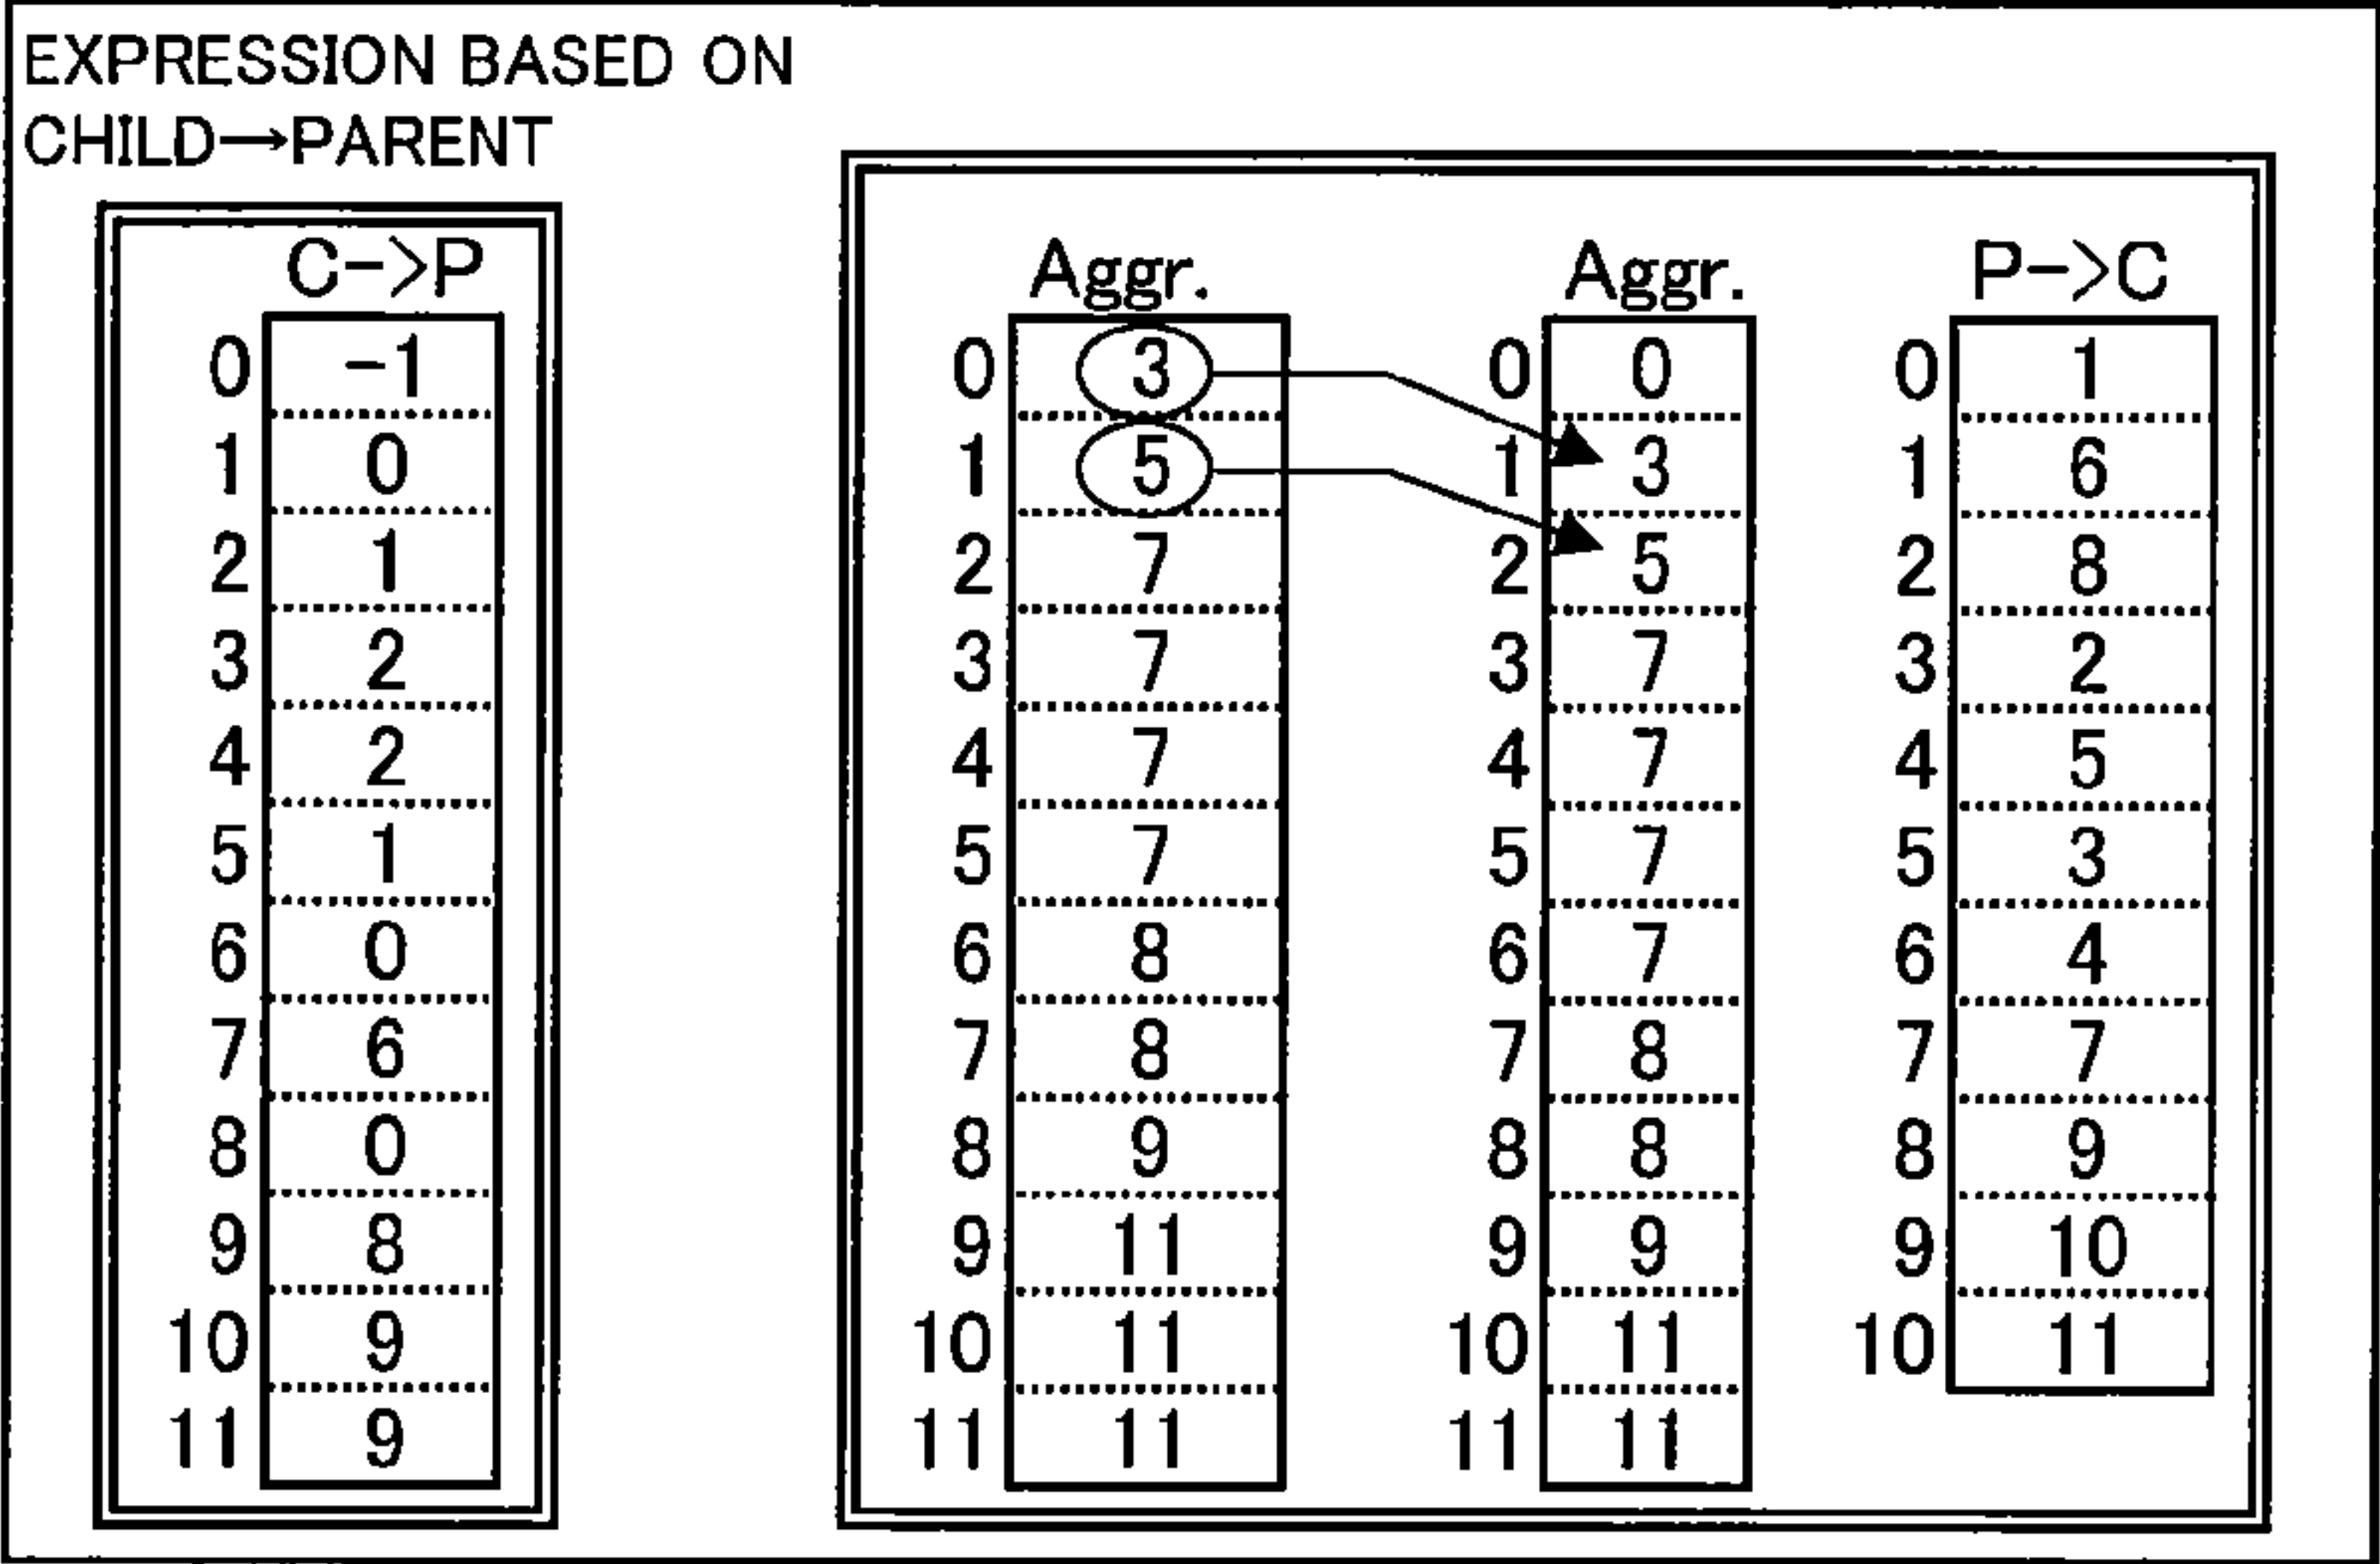 EXPRESSION BASED ON
CHILD→PARENT
C->P Aggr. Aggr. P->C
0 -1 0 3 0 0 0 1
1 0 1 5 1 3 1 6
2 1 2 7 2 5 2 8
3 2 3 7 3 7 3 2
4 2 4 7 4 7 4 5
5 1 5 7 5 7 5 3
6 0 6 8 6 7 6 4
7 6 7 8 7 8 7 7
8 0 8 9 8 8 8 9
9 8 9 11 9 9 9 10
10 9 10 11 10 11 10 11
11 9 11 11 11 11